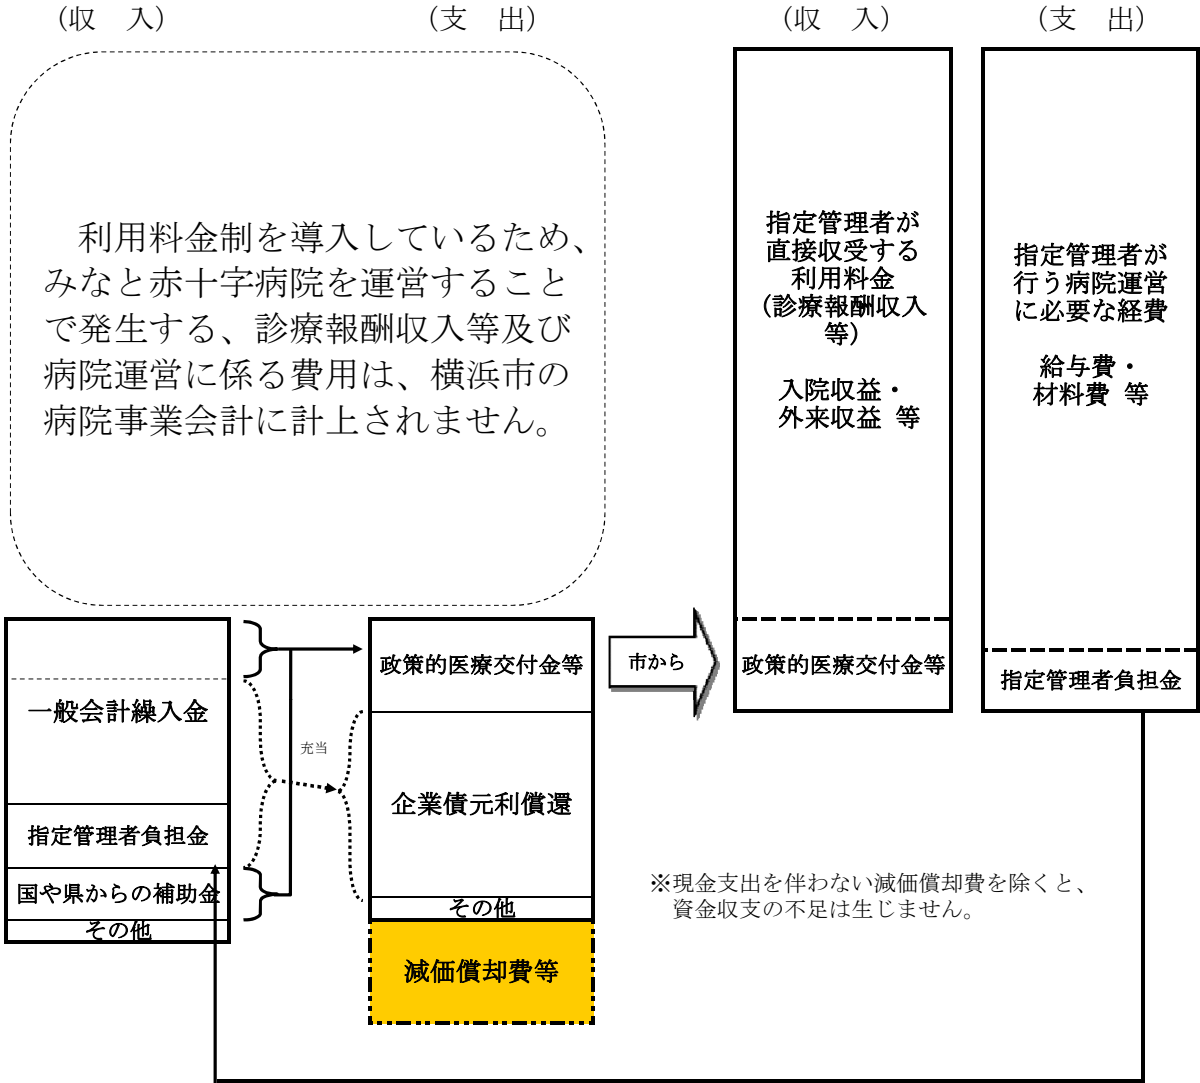 （収　入）
（支　出）
（収　入）
（支　出）
利用料金制を導入しているため、
みなと赤十字病院を運営すること
で発生する、診療報酬収入等及び
病院運営に係る費用は、横浜市の
病院事業会計に計上されません。
指定管理者が
直接収受する
利用料金
（診療報酬収入
等）
入院収益・
外来収益 等
指定管理者が
行う病院運営
に必要な経費
給与費・
材料費 等
一般会計繰入金
指定管理者負担金
国や県からの補助金
その他
充当
政策的医療交付金等
企業債元利償還
その他
減価償却費等
市から
政策的医療交付金等
指定管理者負担金
※現金支出を伴わない減価償却費を除くと、
資金収支の不足は生じません。